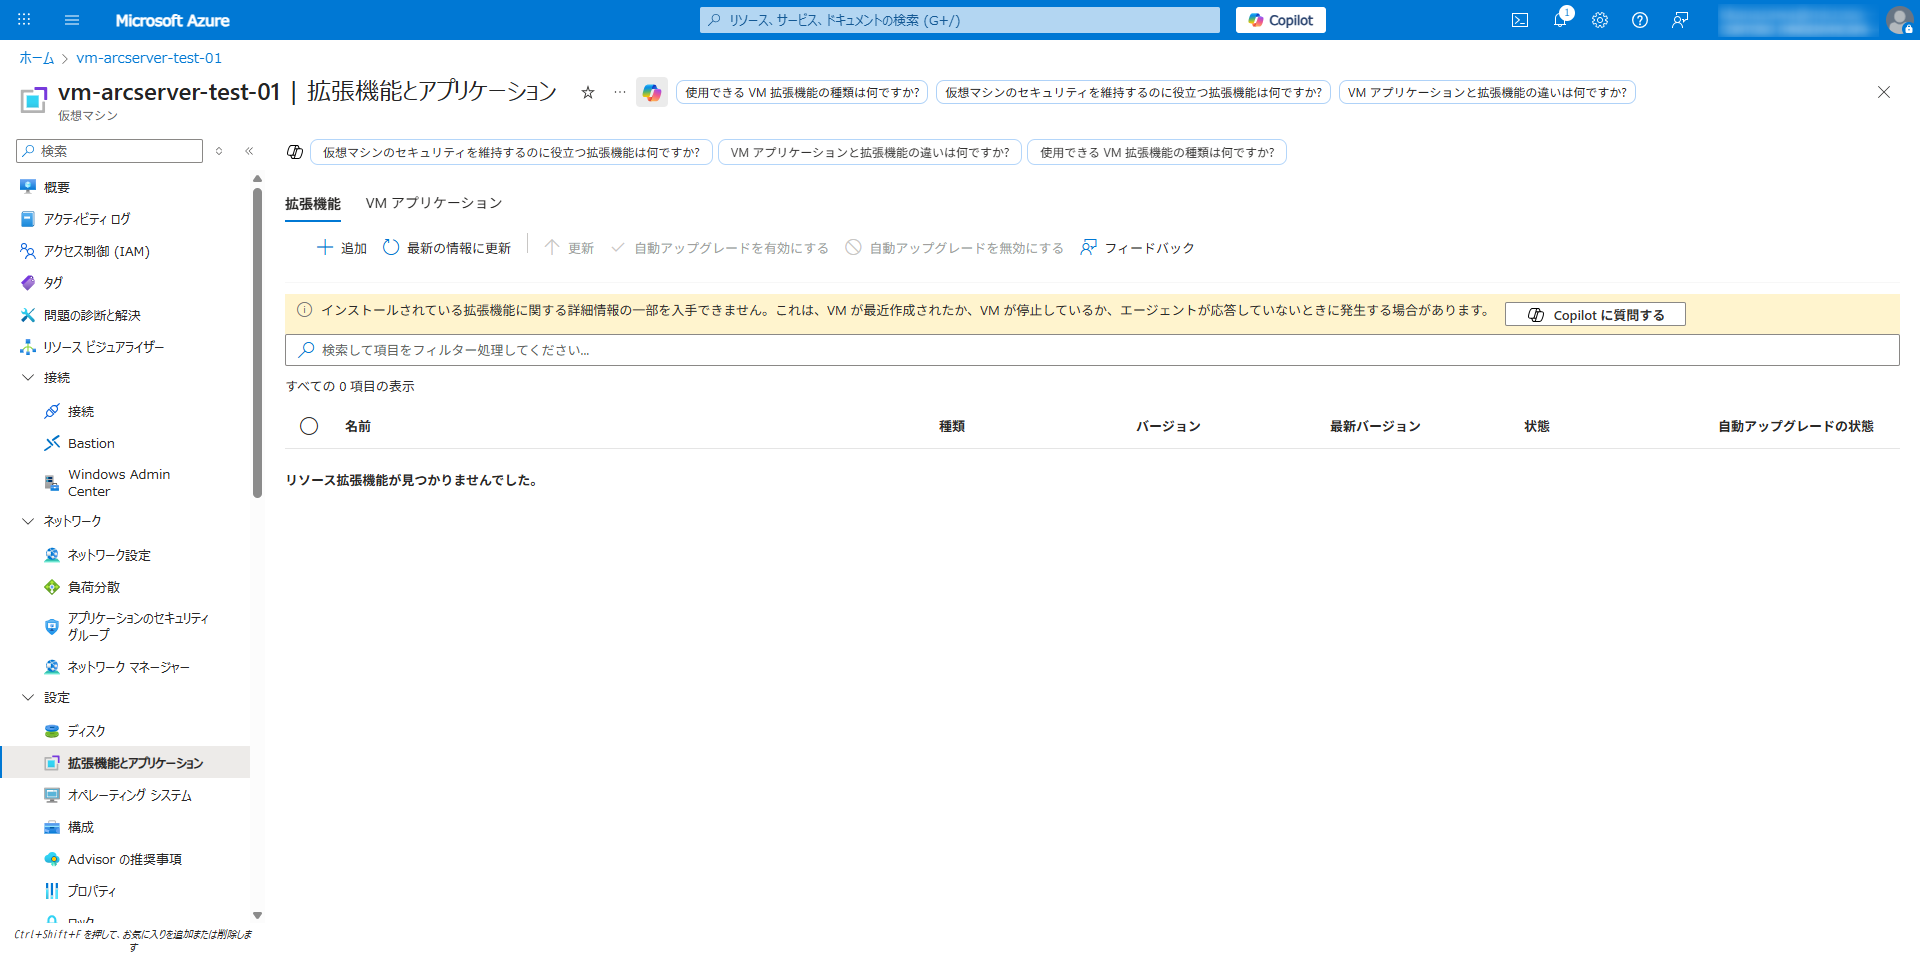 Microsoft Azure
リソース、サービス、ドキュメントの検索 (G+/)
Copilot
1
ホーム
vm-arcserver-test-01
vm-arcserver-test-01 | 拡張機能とアプリケーション
仮想マシン
使用できる VM 拡張機能の種類は何ですか?
仮想マシンのセキュリティを維持するのに役立つ拡張機能は何ですか?
VM アプリケーションと拡張機能の違いは何ですか?
検索
仮想マシンのセキュリティを維持するのに役立つ拡張機能は何ですか?
VM アプリケーションと拡張機能の違いは何ですか?
使用できる VM 拡張機能の種類は何ですか?
概要
アクティビティ ログ
アクセス制御 (IAM)
タグ
問題の診断と解決
リソース ビジュアライザー
接続
接続
Bastion
Windows Admin
Center
ネットワーク
ネットワーク設定
負荷分散
アプリケーションのセキュリティ
グループ
ネットワーク マネージャー
設定
ディスク
拡張機能とアプリケーション
オペレーティング システム
構成
Advisor の推奨事項
プロパティ
ロック
Ctrl+Shift+F を押して、お気に入りを追加または削除しま
す
拡張機能
VM アプリケーション
追加
最新の情報に更新
更新
自動アップグレードを有効にする
自動アップグレードを無効にする
フィードバック
インストールされている拡張機能に関する詳細情報の一部を入手できません。これは、VM が最近作成されたか、VM が停止しているか、エージェントが応答していないときに発生する場合があります。
Copilot に質問する
検索して項目をフィルター処理してください...
すべての 0 項目の表示
名前
種類
バージョン
最新バージョン
状態
自動アップグレードの状態
リソース拡張機能が見つかりませんでした。